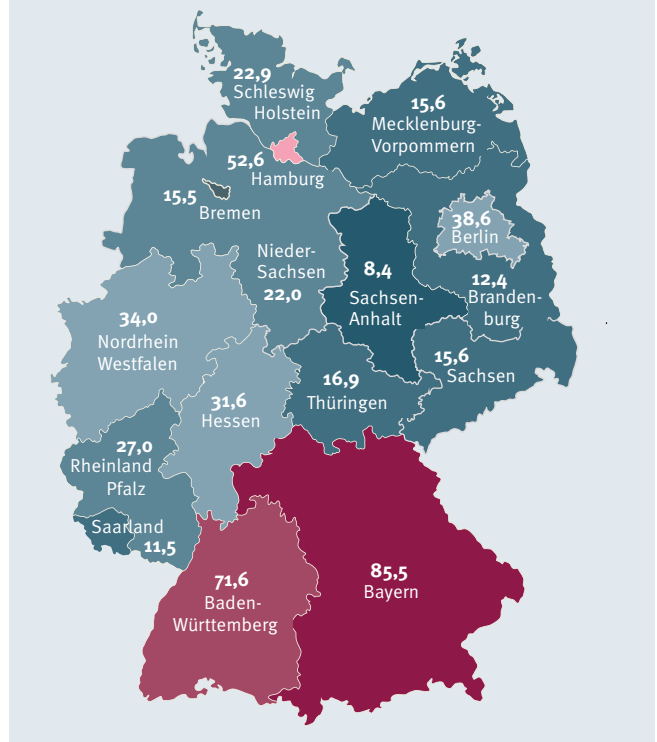 22,9
Schleswig
Holstein
15,6
Mecklenburg-
Vorpommern
52,6
Hamburg
15,5
Bremen
38,6
Berlin
Nieder-
Sachsen
22,0
8,4
Sachsen-
Anhalt
12,4
Branden-
burg
34,0
Nordrhein
Westfalen
15,6
Sachsen
16,9
Thüringen
31,6
Hessen
27,0
Rheinland
Pfalz
Saarland
11,5
71,6
Baden-
Württemberg
85,5
Bayern